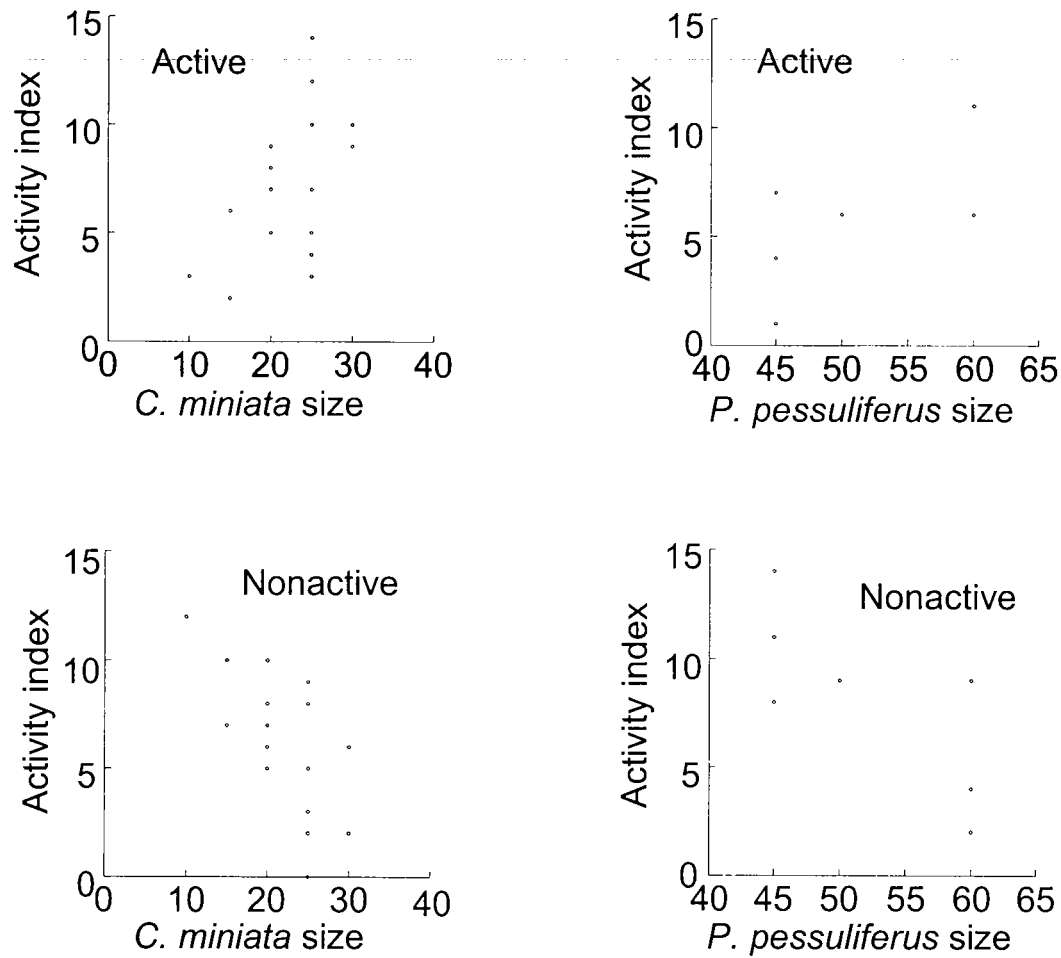 Active
Activity index
15
10
5
0
0 10 20 30 40
C. miniata size
Active
Activity index
15
10
5
0
40 45 50 55 60 65
P. pessuliferus size
Nonactive
Activity index
15
10
5
0
0 10 20 30 40
C. miniata size
Nonactive
Activity index
15
10
5
0
40 45 50 55 60 65
P. pessuliferus size